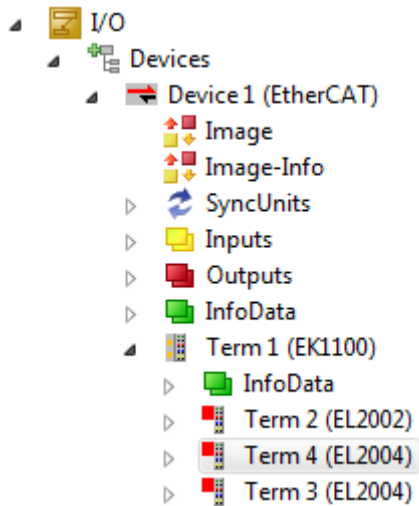 I/O
Devices
Device 1 (EtherCAT)
Image
Image-Info
SyncUnits
Inputs
Outputs
InfoData
Term 1 (EK1100)
InfoData
Term 2 (EL2002)
Term 4 (EL2004)
Term 3 (EL2004)